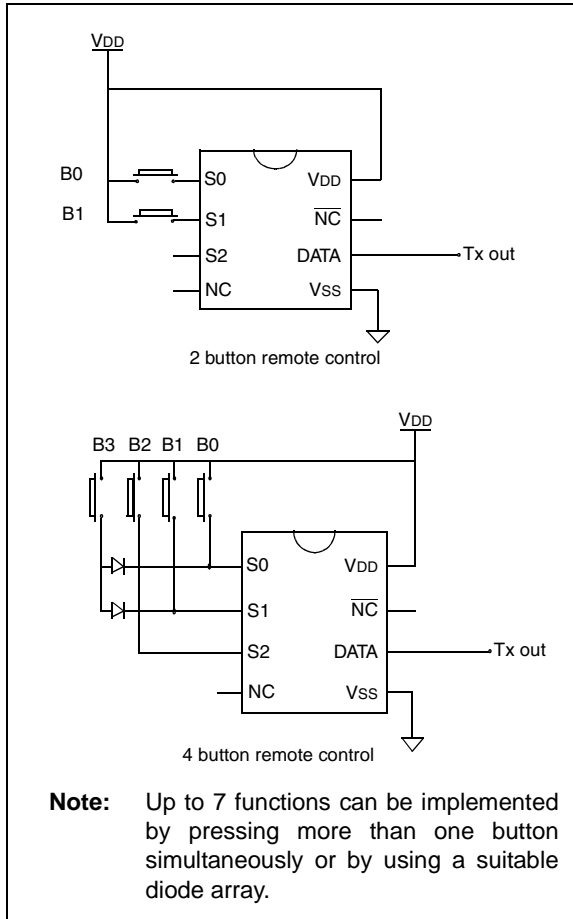 VDD
B0
B1
S0
S1
S2
NC
VDD
NC
DATA
VSS
Tx out
2 button remote control
VDD
B3 B2 B1 B0
S0
S1
S2
NC
VDD
NC
DATA
VSS
Tx out
4 button remote control
Note: Up to 7 functions can be implemented
by pressing more than one button
simultaneously or by using a suitable
diode array.